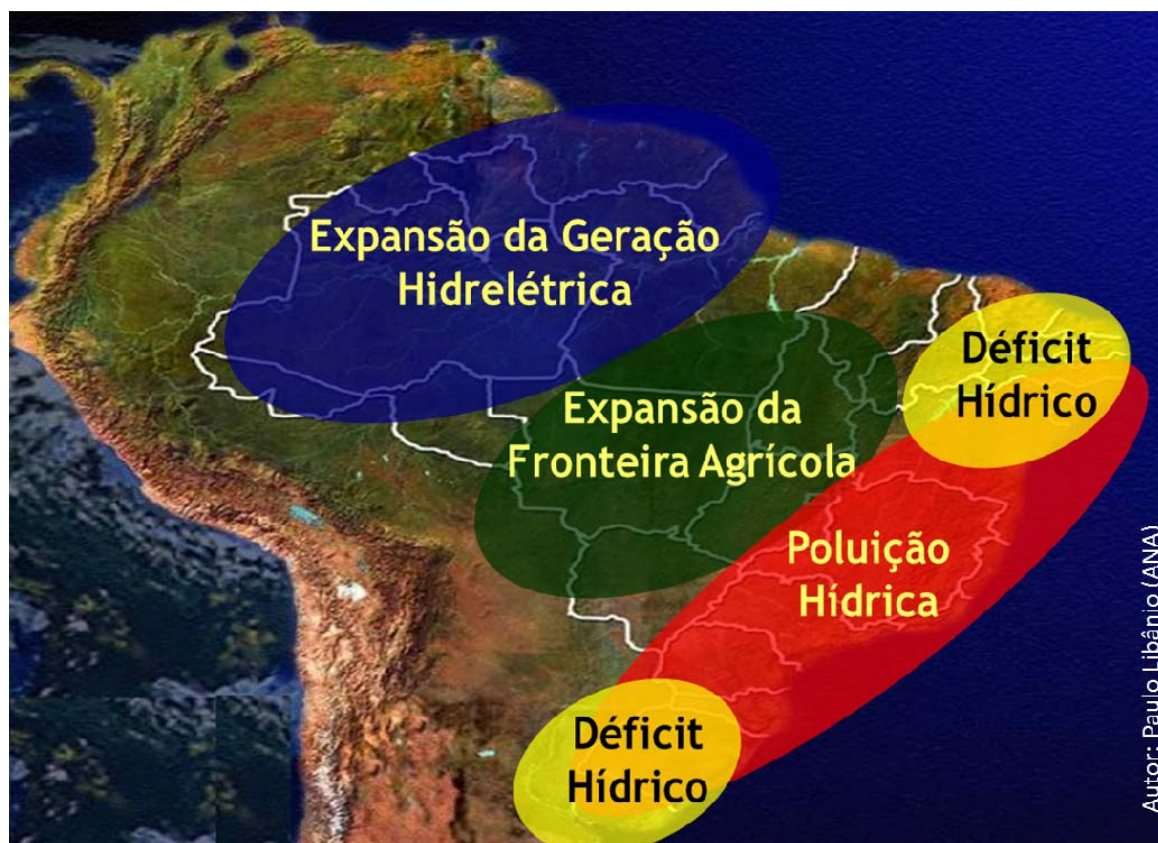 Expansão da Geração
Hidrelétrica
Déficit
Hídrico
Expansão da
Fronteira Agrícola
Poluição
Hídrica
Déficit
Hídrico
Autor: Paulo Libânio (ANA)